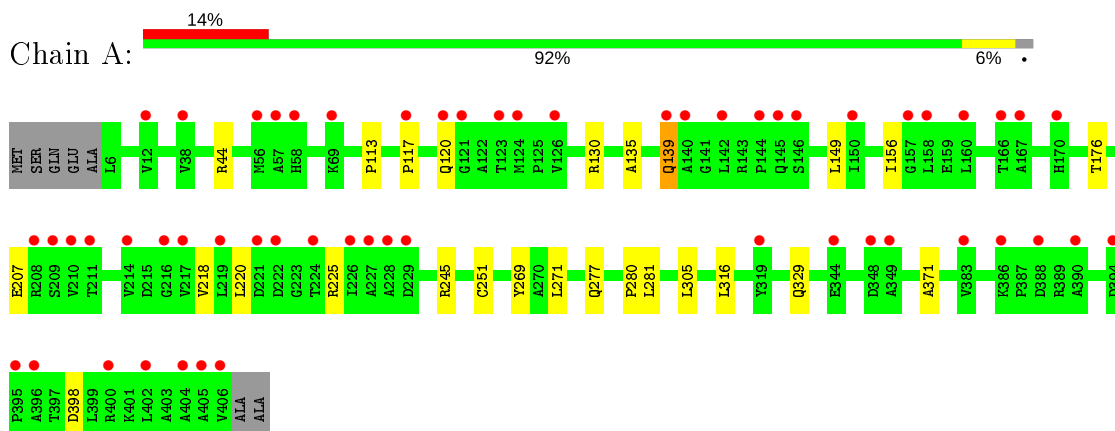 14%
Chain A:
92% 6% •
MET SER GLN GLU ALA L6 V12 V38 R44 M56 A57 H58 K69 P113 P117 Q120 G121 A122 T123 M124 P125 V126 R130 A135 Q139 A140 G141 L142 R143 P144 Q145 S146 L149 I150 I156 G157 L158 E159 L160 T166 A167 H170 T176
E207 R208 S209 V210 T211 V214 D215 G216 V217 V218 L219 L220 D221 D222 G223 T224 R225 I226 A227 A228 D229 R245 C251 Y269 A270 L271 Q277 P280 L281 L305 L316 Y319 Q329 E344 D348 A349 A371 V383 K386 P387 D388 R389 A390
P395 A396 T397 D398 L399 R400 K401 L402 A403 A404 A405 V406 ALA ALA